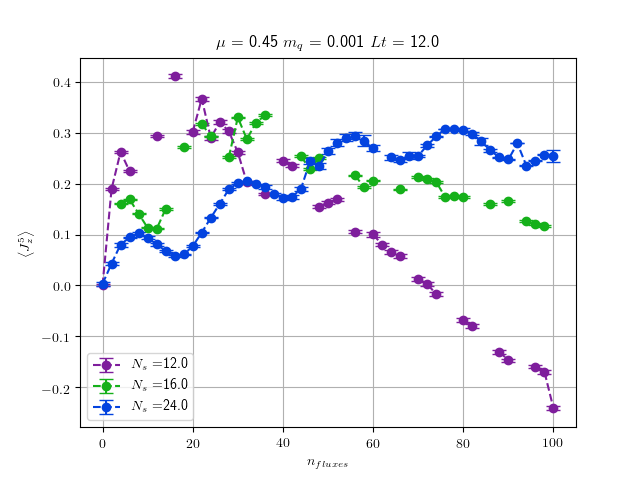 μ = 0.45 m_q = 0.001 Lt = 12.0
⟨J_z^5⟩
0.4
0.3
0.2
0.1
0.0
−0.1
−0.2
N_s =12.0
N_s =16.0
N_s =24.0
0 20 40 60 80 100
n_fluxes